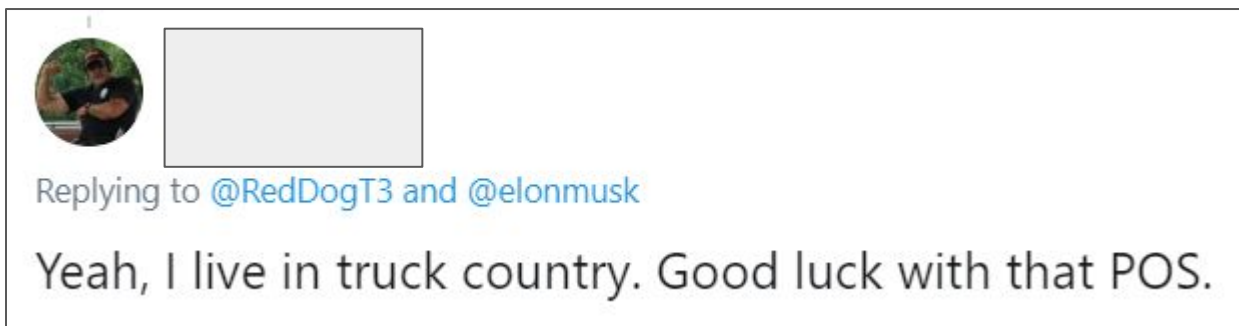 Replying to @RedDogT3 and @elonmusk
Yeah, I live in truck country. Good luck with that POS.